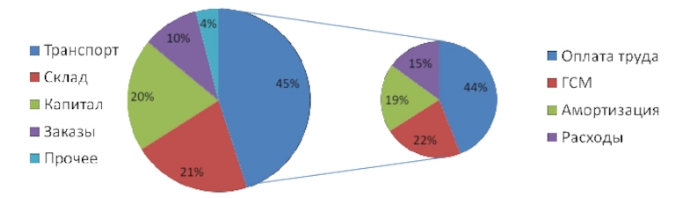 Транспорт
Склад
Капитал
Заказы
Прочее
4%
10%
20%
21%
45%
15%
19%
22%
44%
Оплата труда
ГСМ
Амортизация
Расходы